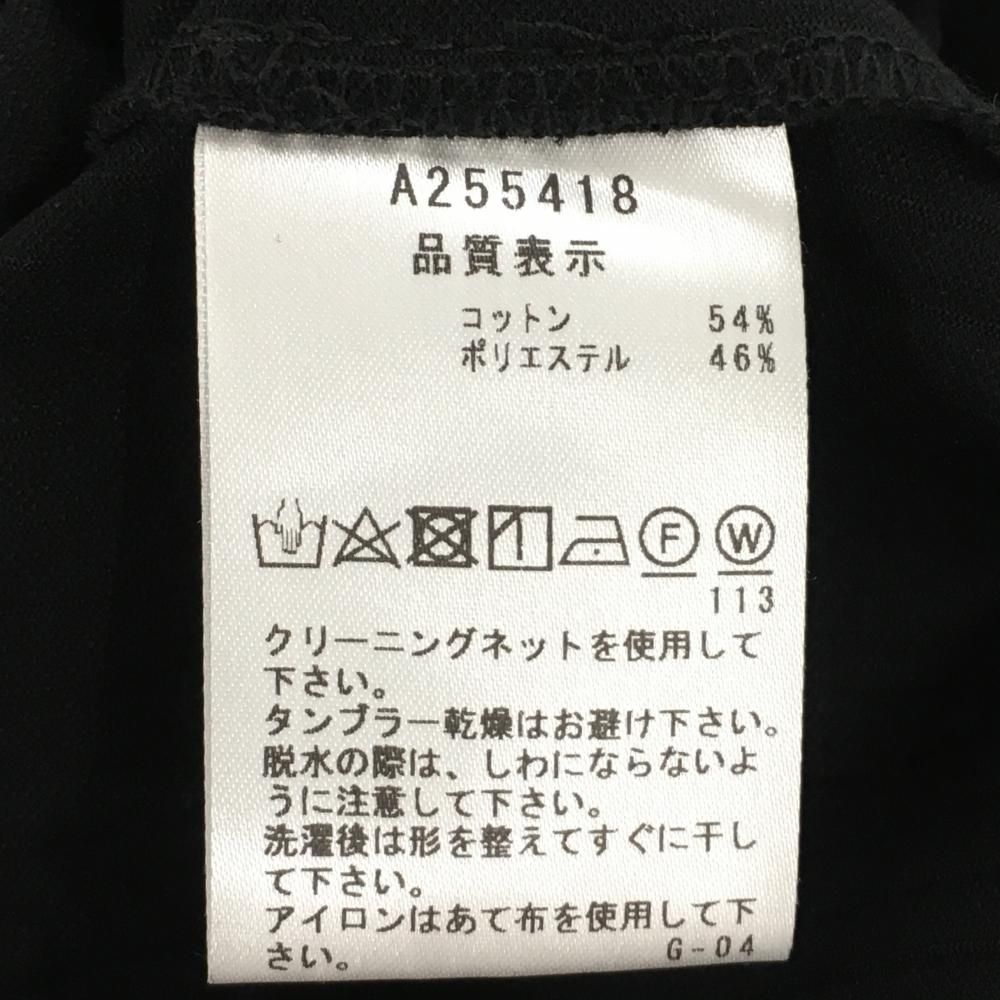 A255418
品質表示
コットン 54%
ポリエステル 46%
F W
113
クリーニングネットを使用して
下さい。
タンブラー乾燥はお避け下さい。
脱水の際は、しわにならないよ
うに注意して下さい。
洗濯後は形を整えてすぐに干し
て下さい。
アイロンはあて布を使用して下
さい。 G-04